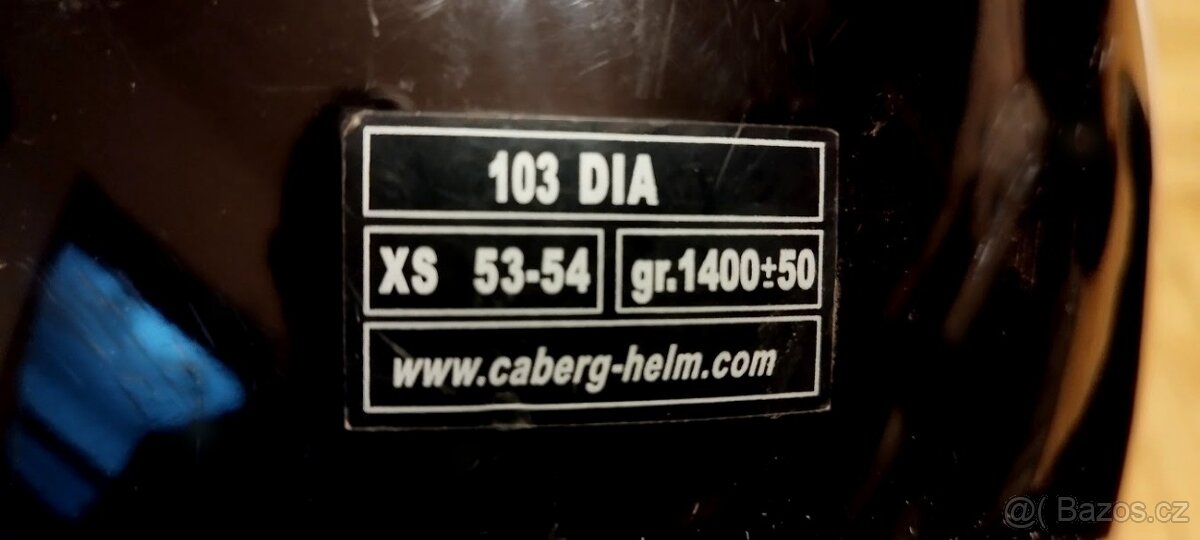 103 DIA
XS 53-54 gr.1400±50
www.caberg-helm.com
@( Bazos.cz